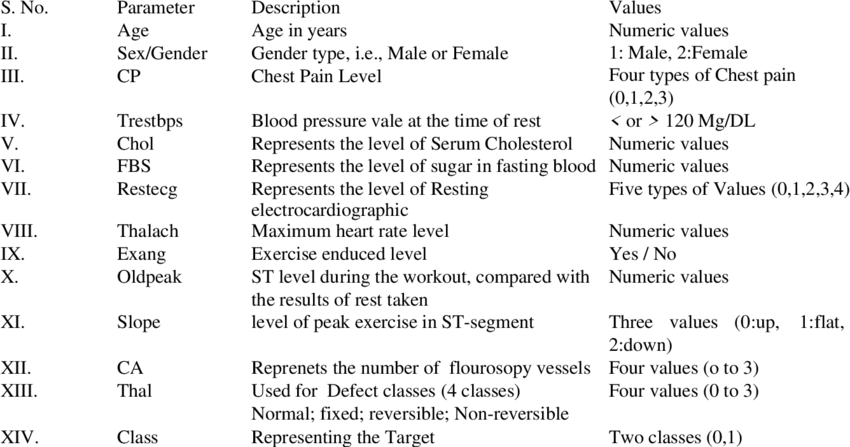 S. No. Parameter Description Values
I. Age Age in years Numeric values
II. Sex/Gender Gender type, i.e., Male or Female 1: Male, 2:Female
III. CP Chest Pain Level Four types of Chest pain
(0,1,2,3)
IV. Trestbps Blood pressure vale at the time of rest < or > 120 Mg/DL
V. Chol Represents the level of Serum Cholesterol Numeric values
VI. FBS Represents the level of sugar in fasting blood Numeric values
VII. Restecg Represents the level of Resting Five types of Values (0,1,2,3,4)
electrocardiographic
VIII. Thalach Maximum heart rate level Numeric values
IX. Exang Exercise enduced level Yes / No
X. Oldpeak ST level during the workout, compared with Numeric values
the results of rest taken
XI. Slope level of peak exercise in ST-segment Three values (0:up, 1:flat,
2:down)
XII. CA Reprenets the number of flourosopy vessels Four values (o to 3)
XIII. Thal Used for Defect classes (4 classes) Four values (0 to 3)
Normal; fixed; reversible; Non-reversible
XIV. Class Representing the Target Two classes (0,1)